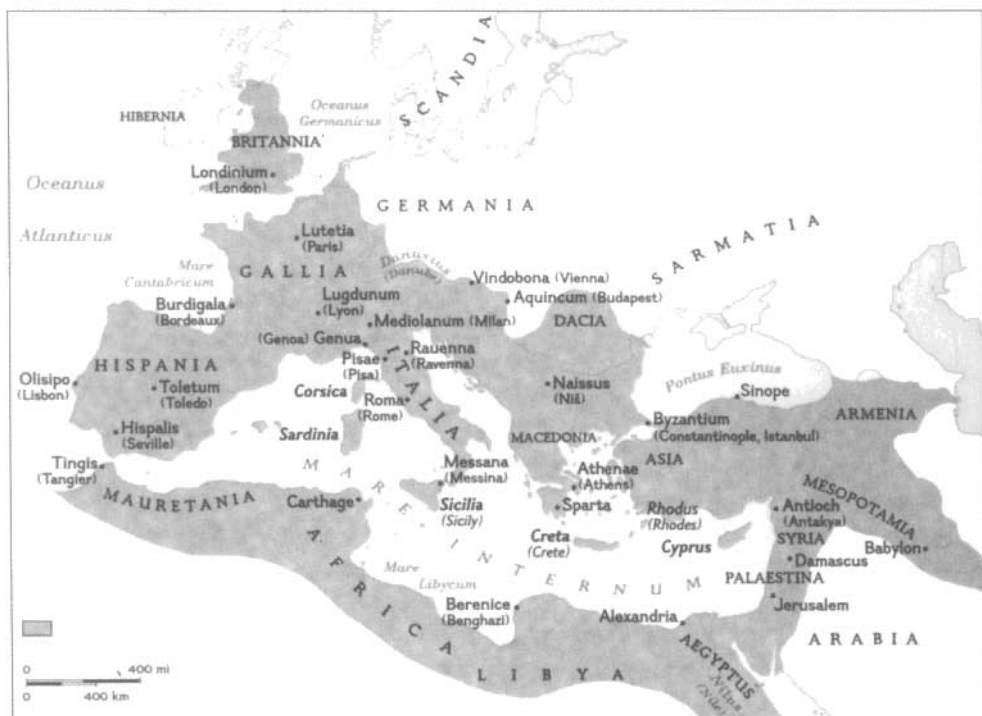 SCANDIA
HIBERNIA
Oceanus
Germanicus
BRITANNIA
Londinium
(London)
Oceanus
Atlanticus
GERMANIA
SARMATIA
Lutetia
(Paris)
Mare
Cantabricum
GALLIA
Danuvius
(Danube)
Vindobona (Vienna)
Aquincum (Budapest)
Burdigala
(Bordeaux)
Lugdunum
(Lyon)
Mediolanum (Milan)
DACIA
(Genoa) Genua
Rauenna
(Ravenna)
Pisae
(Pisa)
ITALIA
HISPANIA
Olisipo
(Lisbon)
Toletum
(Toledo)
Corsica
Roma
(Rome)
Naissus
(Niš)
Pontus Euxinus
Sinope
ARMENIA
Hispalis
(Seville)
Sardinia
MACEDONIA
Byzantium
(Constantinople, Istanbul)
ASIA
Tingis
(Tangier)
MAURETANIA
MARE INTERNUM
Messana
(Messina)
Athenae
(Athens)
Carthage
Sicilia
(Sicily)
Sparta
Rhodus
(Rhodes)
Antioch
(Antakya)
MESOPOTAMIA
SYRIA
Creta
(Crete)
Cyprus
Damascus
Babylon
AFRICA
Mare
Libycum
PALAESTINA
Berenice
(Benghazi)
Alexandria
Jerusalem
ARABIA
LIBYA
AEGYPTUS
Nilus
(Nile)
0 400 mi
0 400 km